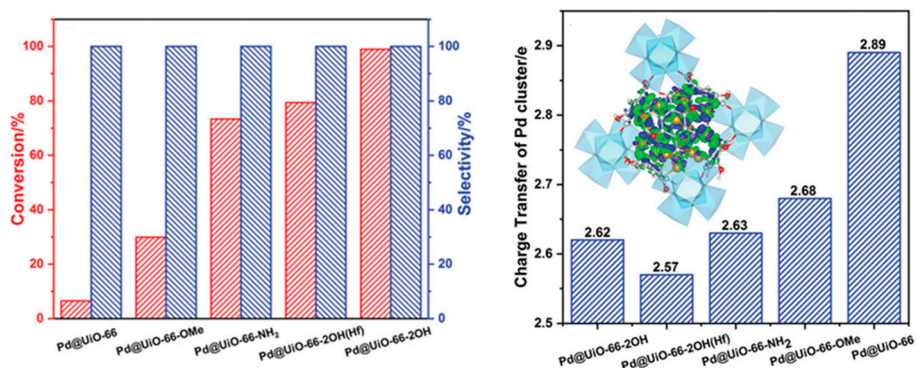 Conversion/%
100
80
60
40
20
0
100
80
60
40
20
0
Selectivity/%
Pd@UiO-66
Pd@UiO-66-OMe
Pd@UiO-66-NH₂
Pd@UiO-66-2OH(Hf)
Pd@UiO-66-2OH
Charge Transfer of Pd cluster/e
2.9
2.8
2.7
2.6
2.5
2.62
2.57
2.63
2.68
2.89
Pd@UiO-66-2OH
Pd@UiO-66-2OH(Hf)
Pd@UiO-66-NH2
Pd@UiO-66-OMe
Pd@UiO-66